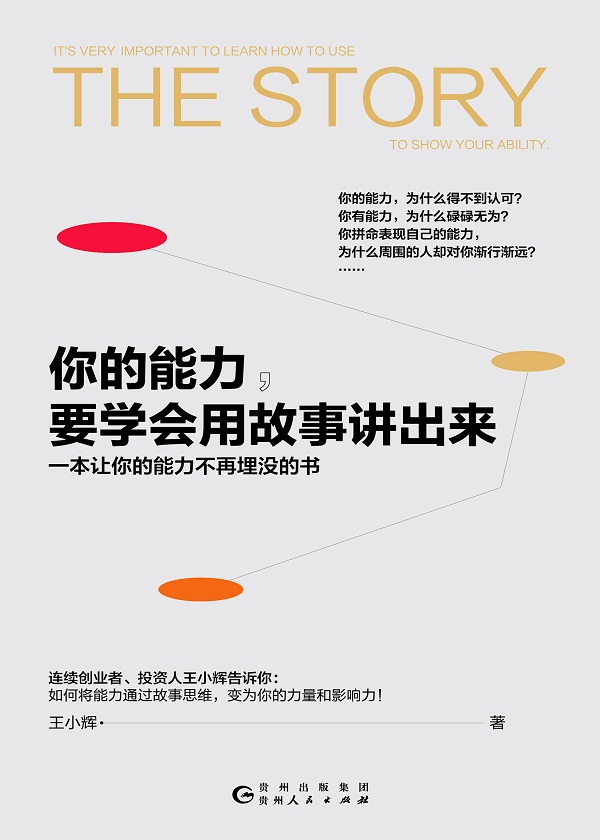 IT'S VERY IMPORTANT TO LEARN HOW TO USE
THE STORY
TO SHOW YOUR ABILITY.
你的能力，为什么得不到认可？
你有能力，为什么碌碌无为？
你拼命表现自己的能力，
为什么周围的人却对你渐行渐远？
……
你的能力，
要学会用故事讲出来
一本让你的能力不再埋没的书
连续创业者、投资人王小辉告诉你：
如何将能力通过故事思维，变为你的力量和影响力！
王小辉· 著
贵州出版集团
贵州人民出版社